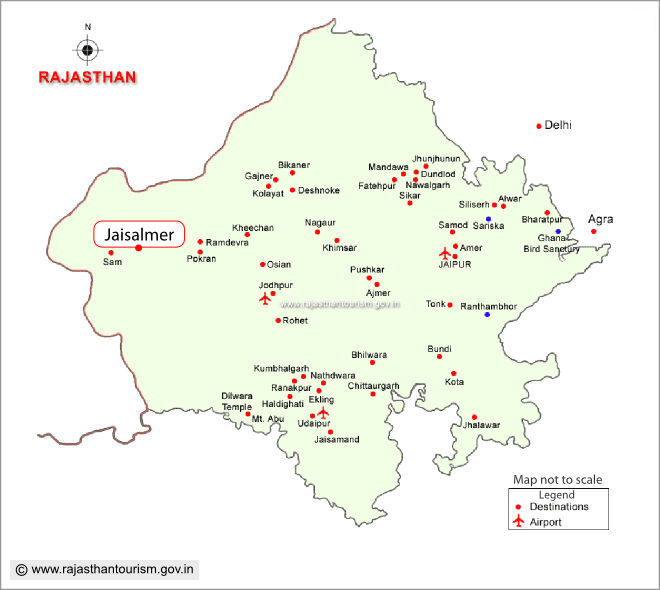 N
RAJASTHAN
Delhi
Jhunjhunun
Bikaner
Mandawa
Dundlod
Gajner
Fatehpur
Nawalgarh
Kolayat
Deshnoke
Sikar
Siliserh
Alwar
Sariska
Bharatpur
Agra
Nagaur
Kheechan
Samod
Jaisalmer
Ramdevra
Khimsar
Amer
Ghana
Bird Sanctury
Sam
Pokran
Osian
JAIPUR
Pushkar
Jodhpur
Ajmer
www.rajasthantourism.gov.in
Tonk
Ranthambhor
Rohet
Bundi
Bhilwara
Kumbhalgarh
Nathdwara
Kota
Ranakpur
Chittaurgarh
Dilwara
Temple
Haldighati
Ekling
Mt. Abu
Udaipur
Jhalawar
Jaisamand
Map not to scale
Legend
Destinations
Airport
© www.rajasthantourism.gov.in